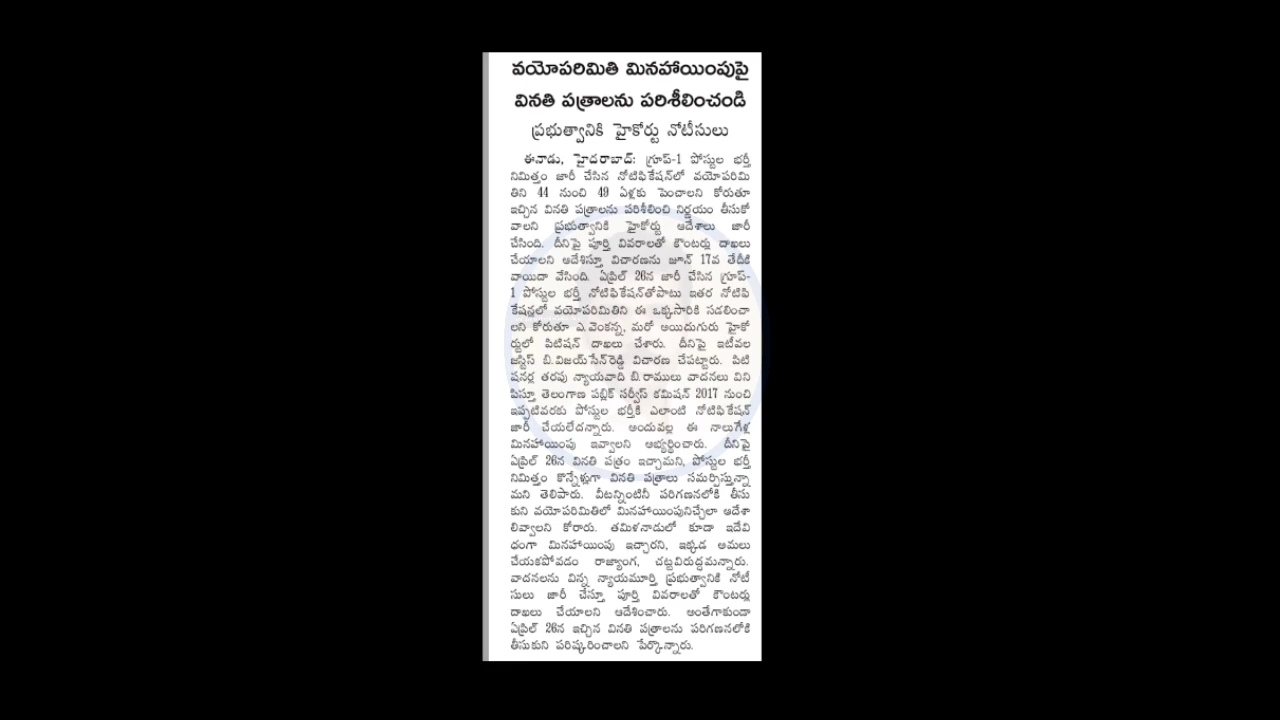 వయోపరిమితి మినహాయింపుపై
వినతి పత్రాలను పరిశీలించండి
ప్రభుత్వానికి హైకోర్టు నోటీసులు
ఈనాడు, హైదరాబాద్: గ్రూప్-1 పోస్టుల భర్తీ
నిమిత్తం జారీ చేసిన నోటిఫికేషన్‌లో వయోపరిమి
తిని 44 నుంచి 49 ఏళ్లకు పెంచాలని కోరుతూ
ఇచ్చిన వినతి పత్రాలను పరిశీలించి నిర్ణయం తీసుకో
వాలని ప్రభుత్వానికి హైకోర్టు ఆదేశాలు జారీ
చేసింది. దీనిపై పూర్తి వివరాలతో కౌంటర్లు దాఖలు
చేయాలని ఆదేశిస్తూ విచారణను జూన్ 17వ తేదీకి
వాయిదా వేసింది. ఏప్రిల్ 26న జారీ చేసిన గ్రూప్-
1 పోస్టుల భర్తీ నోటిఫికేషన్‌తోపాటు ఇతర నోటిఫి
కేషన్లలో వయోపరిమితిని ఈ ఒక్కసారికి సడలించా
లని కోరుతూ ఎ.వెంకన్న, మరో అయిదుగురు హైకో
ర్టులో పిటిషన్ దాఖలు చేశారు. దీనిపై ఇటీవల
జస్టిస్ బి.విజయ్‌సేన్‌రెడ్డి విచారణ చేపట్టారు. పిటి
షనర్ల తరపు న్యాయవాది బి.రాములు వాదనలు విని
పిస్తూ తెలంగాణ పబ్లిక్ సర్వీస్ కమిషన్ 2017 నుంచి
ఇప్పటివరకు పోస్టుల భర్తీకి ఎలాంటి నోటిఫికేషన్
జారీ చేయలేదన్నారు. అందువల్ల ఈ నాలుగేళ్ల
మినహాయింపు ఇవ్వాలని అభ్యర్థించారు. దీనిపై
ఏప్రిల్ 26న వినతి పత్రం ఇచ్చామని, పోస్టుల భర్తీ
నిమిత్తం కొన్నేళ్లుగా వినతి పత్రాలు సమర్పిస్తున్నా
మని తెలిపారు. వీటన్నింటినీ పరిగణనలోకి తీసు
కుని వయోపరిమితిలో మినహాయింపునిచ్చేలా ఆదేశా
లివ్వాలని కోరారు. తమిళనాడులో కూడా ఇదేవి
ధంగా మినహాయింపు ఇచ్చారని, ఇక్కడ అమలు
చేయకపోవడం రాజ్యాంగ, చట్టవిరుద్ధమన్నారు.
వాదనలను విన్న న్యాయమూర్తి ప్రభుత్వానికి నోటీ
సులు జారీ చేస్తూ పూర్తి వివరాలతో కౌంటర్లు
దాఖలు చేయాలని ఆదేశించారు. అంతేగాకుండా
ఏప్రిల్ 26న ఇచ్చిన వినతి పత్రాలను పరిగణనలోకి
తీసుకుని పరిష్కరించాలని పేర్కొన్నారు.